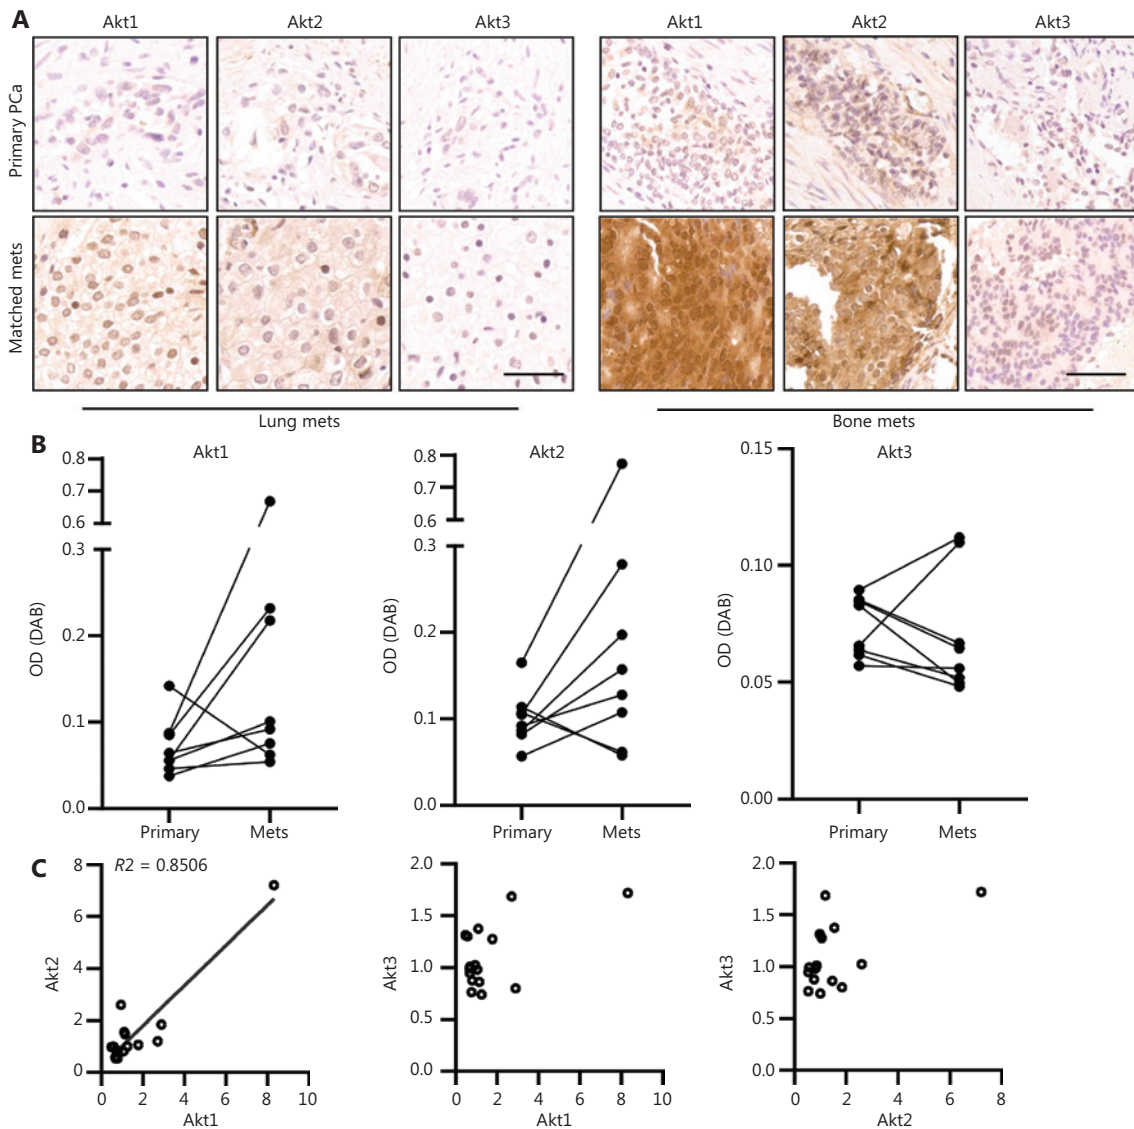 A
Akt1 Akt2 Akt3 Akt1 Akt2 Akt3
Primary PCa
Matched mets
Lung mets Bone mets
B
Akt1 Akt2 Akt3
0.8
0.7
0.6
0.3
0.2
0.1
0.0
OD (DAB)
Primary Mets
0.8
0.7
0.6
0.3
0.2
0.1
0.0
OD (DAB)
0.15
0.10
0.05
0.00
OD (DAB)
Primary Mets
C
R2 = 0.8506
8
6
4
2
0
Akt2
0 2 4 6 8 10
Akt1
2.0
1.5
1.0
0.5
0.0
Akt3
0 2 4 6 8 10
Akt1
2.0
1.5
1.0
0.5
0.0
Akt3
0 2 4 6 8
Akt2